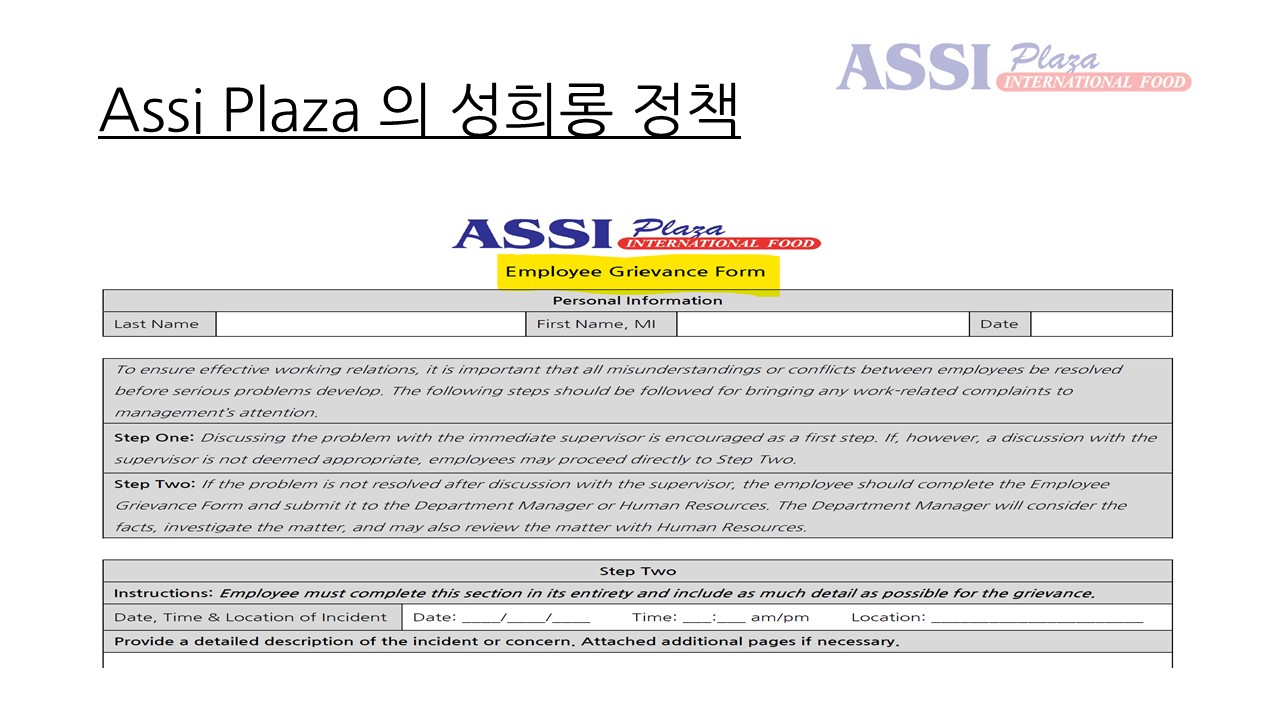 ASSI Plaza
INTERNATIONAL FOOD
Assi Plaza 의 성희롱 정책
ASSI Plaza
INTERNATIONAL FOOD
Employee Grievance Form
Personal Information
Last Name First Name, MI Date
To ensure effective working relations, it is important that all misunderstandings or conflicts between employees be resolved
before serious problems develop. The following steps should be followed for bringing any work-related complaints to
management's attention.
Step One: Discussing the problem with the immediate supervisor is encouraged as a first step. If, however, a discussion with the
supervisor is not deemed appropriate, employees may proceed directly to Step Two.
Step Two: If the problem is not resolved after discussion with the supervisor, the employee should complete the Employee
Grievance Form and submit it to the Department Manager or Human Resources. The Department Manager will consider the
facts, investigate the matter, and may also review the matter with Human Resources.
Step Two
Instructions: Employee must complete this section in its entirety and include as much detail as possible for the grievance.
Date, Time & Location of Incident Date: ____/____/____ Time: ___:___ am/pm Location: ______________________
Provide a detailed description of the incident or concern. Attached additional pages if necessary.